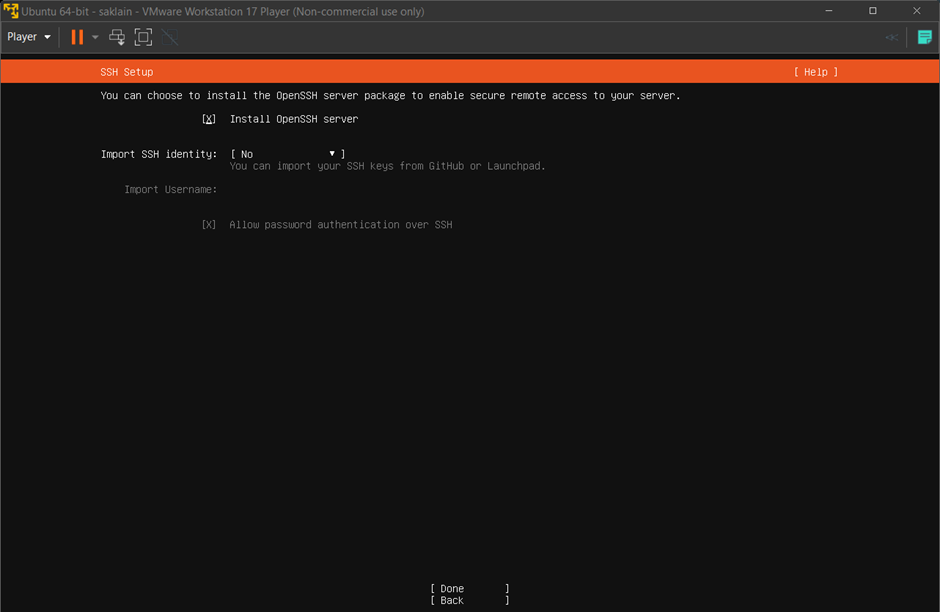 Ubuntu 64-bit - saklain - VMware Workstation 17 Player (Non-commercial use only)
Player
SSH Setup [ Help ]
You can choose to install the OpenSSH server package to enable secure remote access to your server.
[X] Install OpenSSH server
Import SSH identity: [ No ▾ ]
You can import your SSH keys from GitHub or Launchpad.
Import Username:
[X] Allow password authentication over SSH
[ Done ]
[ Back ]